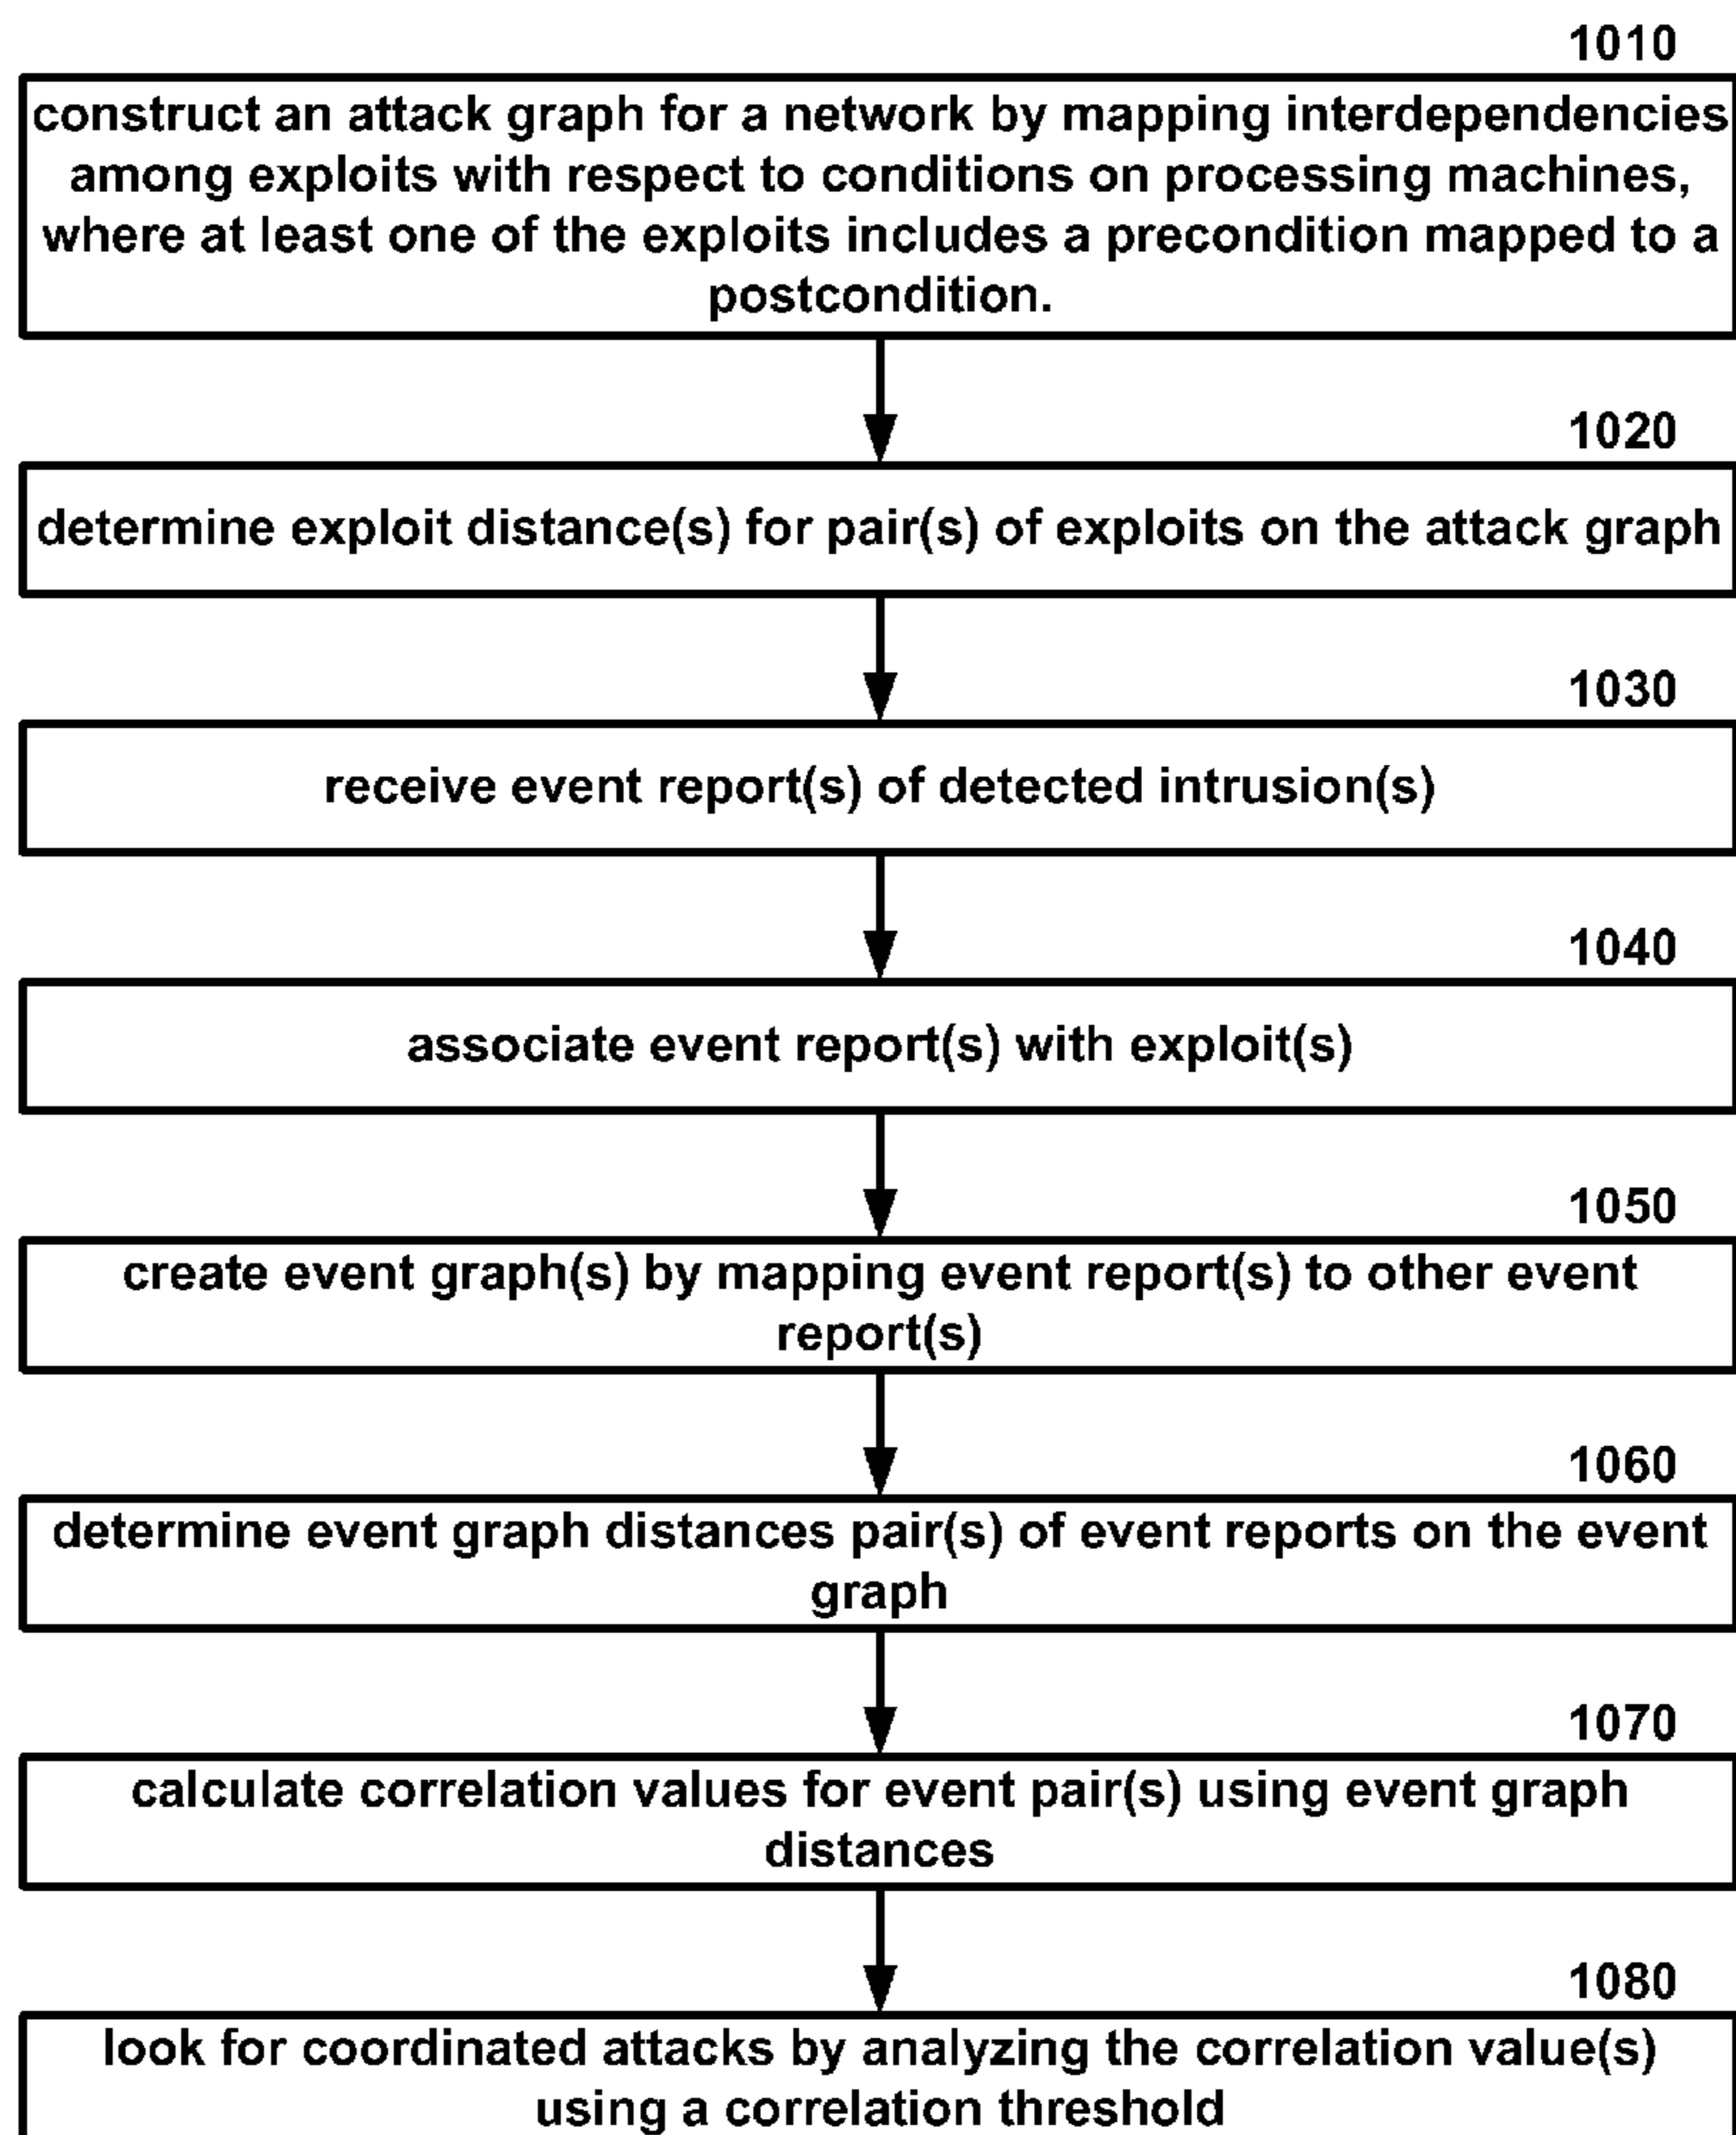 1010
construct an attack graph for a network by mapping interdependencies
among exploits with respect to conditions on processing machines,
where at least one of the exploits includes a precondition mapped to a
postcondition.
1020
determine exploit distance(s) for pair(s) of exploits on the attack graph
1030
receive event report(s) of detected intrusion(s)
1040
associate event report(s) with exploit(s)
1050
create event graph(s) by mapping event report(s) to other event
report(s)
1060
determine event graph distances pair(s) of event reports on the event
graph
1070
calculate correlation values for event pair(s) using event graph
distances
1080
look for coordinated attacks by analyzing the correlation value(s)
using a correlation threshold